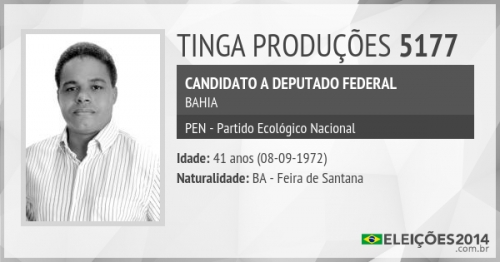 TINGA PRODUÇÕES 5177
CANDIDATO A DEPUTADO FEDERAL
BAHIA
PEN - Partido Ecológico Nacional
Idade: 41 anos (08-09-1972)
Naturalidade: BA - Feira de Santana
ELEIÇÕES2014
.com.br